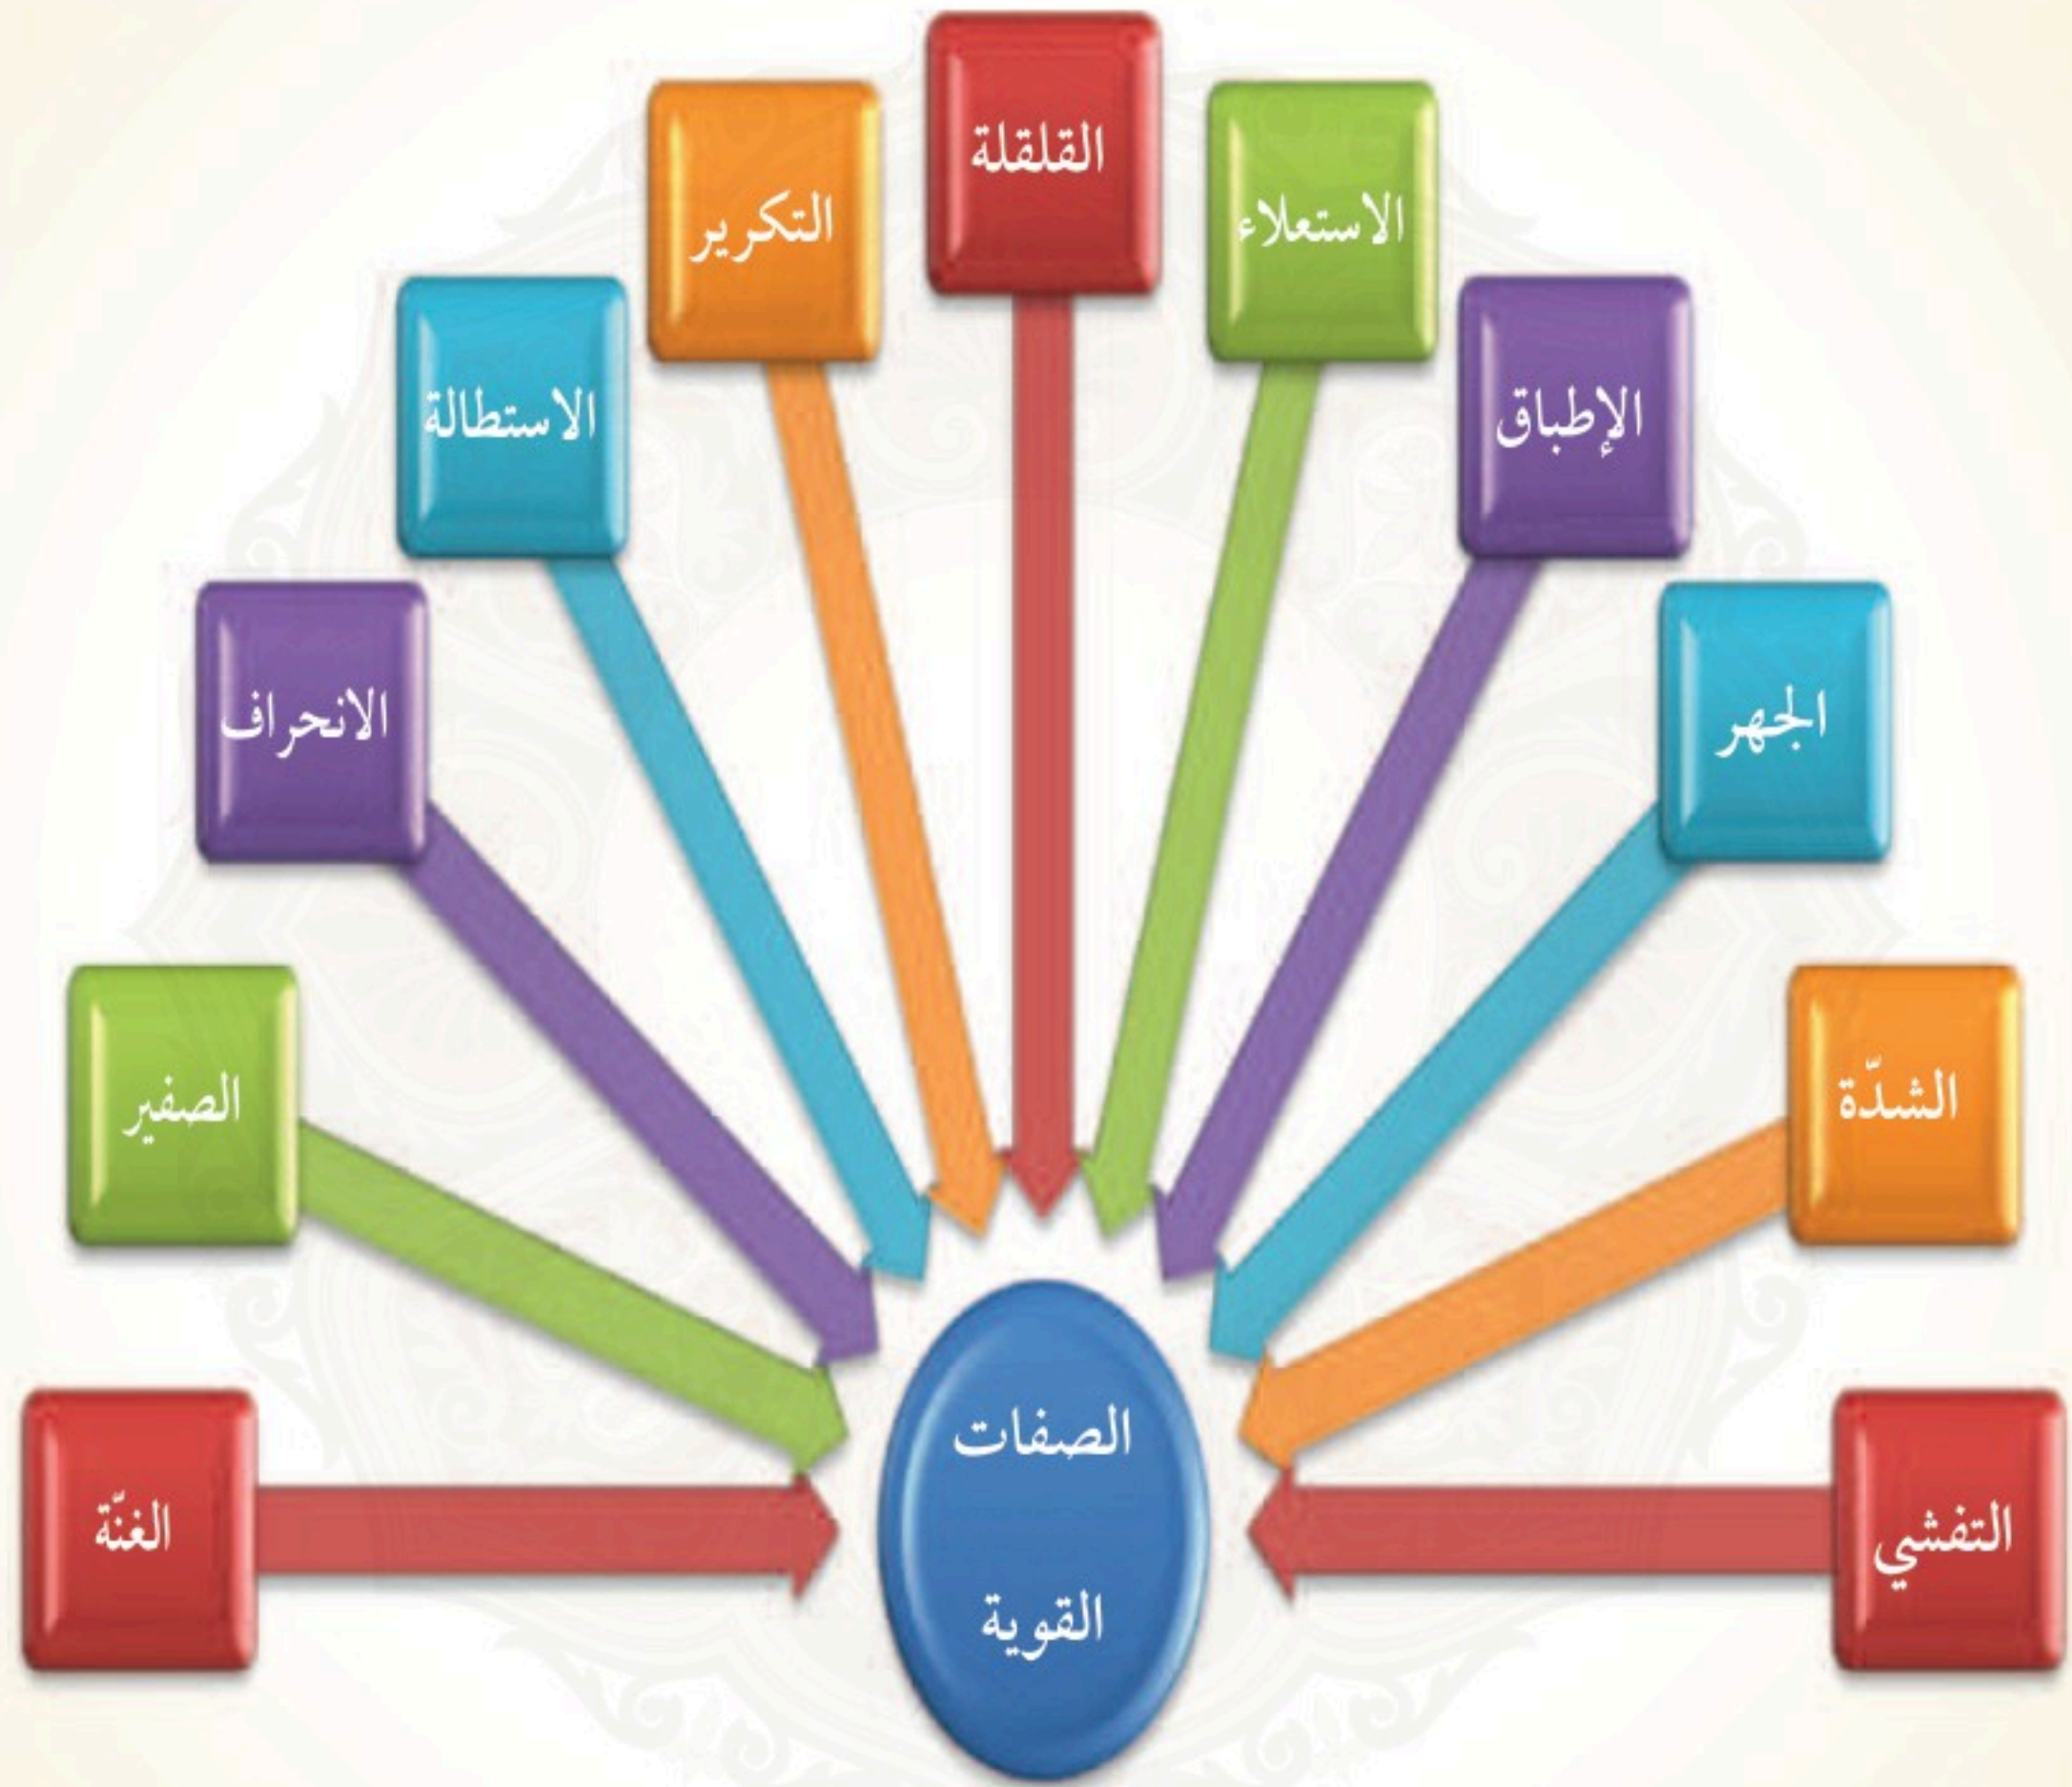 القلقلة
الاستعلاء
التكرير
الإطباق
الاستطالة
الجهر
الانحراف
الشدّة
الصفير
التفشي
الغنّة
الصفات
القوية